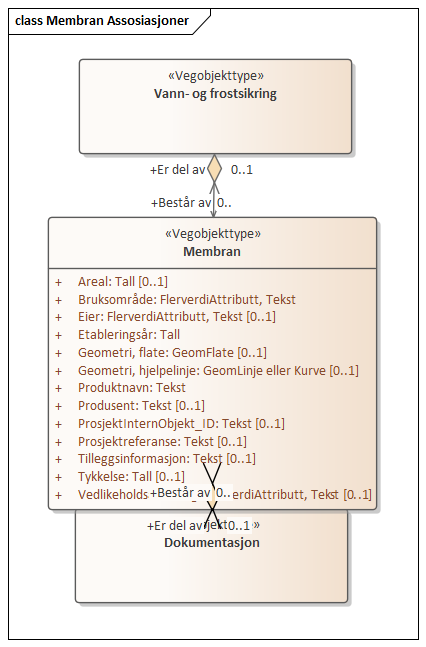 class Membran Assosiasjoner
«Vegobjekttype»
Vann- og frostsikring
+Er del av 0..1
+Består av 0..
«Vegobjekttype»
Membran
+ Areal: Tall [0..1]
+ Bruksområde: FlerverdiAttributt, Tekst
+ Eier: FlerverdiAttributt, Tekst [0..1]
+ Etableringsår: Tall
+ Geometri, flate: GeomFlate [0..1]
+ Geometri, hjelpelinje: GeomLinje eller Kurve [0..1]
+ Produktnavn: Tekst
+ Produsent: Tekst [0..1]
+ ProsjektInternObjekt_ID: Tekst [0..1]
+ Prosjektreferanse: Tekst [0..1]
+ Tilleggsinformasjon: Tekst [0..1]
+ Tykkelse: Tall [0..1]
+ Vedlikeholds erdiAttributt, Tekst [0..1]
+Består av 0..
+Er del av jekt 0..1 »
Dokumentasjon